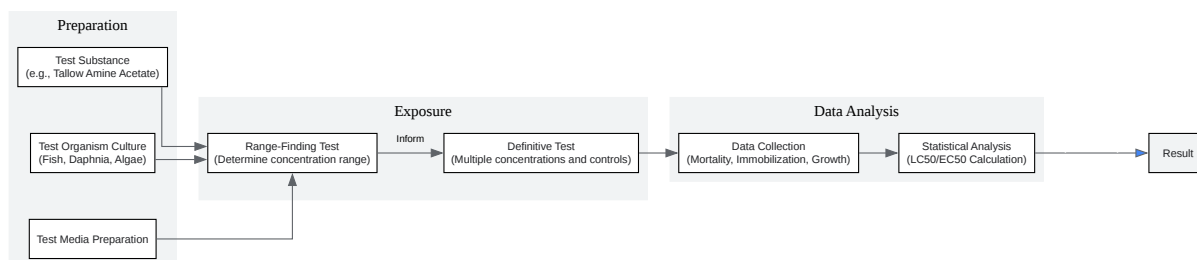 Preparation
Test Substance
(e.g., Tallow Amine Acetate)
Test Organism Culture
(Fish, Daphnia, Algae)
Test Media Preparation
Exposure
Range-Finding Test
(Determine concentration range)
Inform
Definitive Test
(Multiple concentrations and controls)
Data Analysis
Data Collection
(Mortality, Immobilization, Growth)
Statistical Analysis
(LC50/EC50 Calculation)
Result